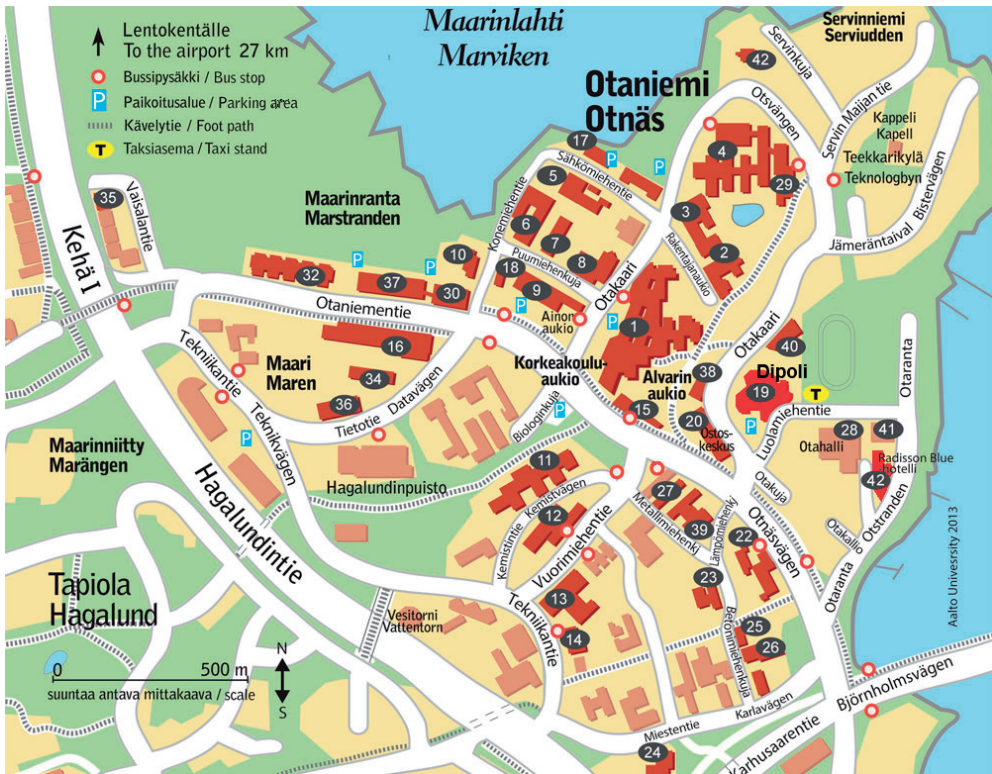 Lentokentälle
To the airport 27 km
Bussipysäkki / Bus stop
P
Paikoitusalue / Parking area
Kävelytie / Foot path
T
Taksiasema / Taxi stand
Maarinlahti
Marviken
Servinniemi
Serviudden
Otaniemi
Otnäs
42
Servinkuja
Otsvängen
Servin Maijan tie
Kappeli
Kapell
Teekkarikylä
Teknologbyn
Bistervägen
Jämeräntaival
17
P
P
4
29
5
Sähkömiehentie
Konemiehentie
3
2
Rakentajanaukio
6
7
8
Puumiehenkuja
35
Vaisalantie
Kehä I
Maarinranta
Marstranden
10
18
P
P
32
37
30
9
P
Ainon
aukio
Otakaari
P
1
Otaniementie
16
Maari
Maren
34
36
Tekniikantie
Tietotie
Datavägen
Korkeakoulu-
aukio
Biologinkuja
P
Alvarin
aukio
38
15
20
Ostos-
keskus
Otakaari
40
Dipoli
19
T
P
Luolamiehentie
Otaranta
28
41
Otahalli
Radisson Blue
hotelli
42
Otakuja
Otakallio
Otstranden
Maarinniitty
Marängen
P
Teknikvägen
Hagalundinpuisto
Hagalundintie
11
Kemistvägen
12
Kemistintie
Vuorimiehentie
27
Metallimiehenkj
39
Lämpömiehenkj
22
Otnäsvägen
23
Betonimiehenkuja
25
26
13
14
Tekniikantie
Otaranta
Aalto Univesrsity 2013
Tapiola
Hagalund
Vesitorni
Vattentorn
0
500 m
suuntaa antava mittakaava / scale
N
S
Miestentie
Karlavägen
24
Karhusaarentie
Björnholmsvägen